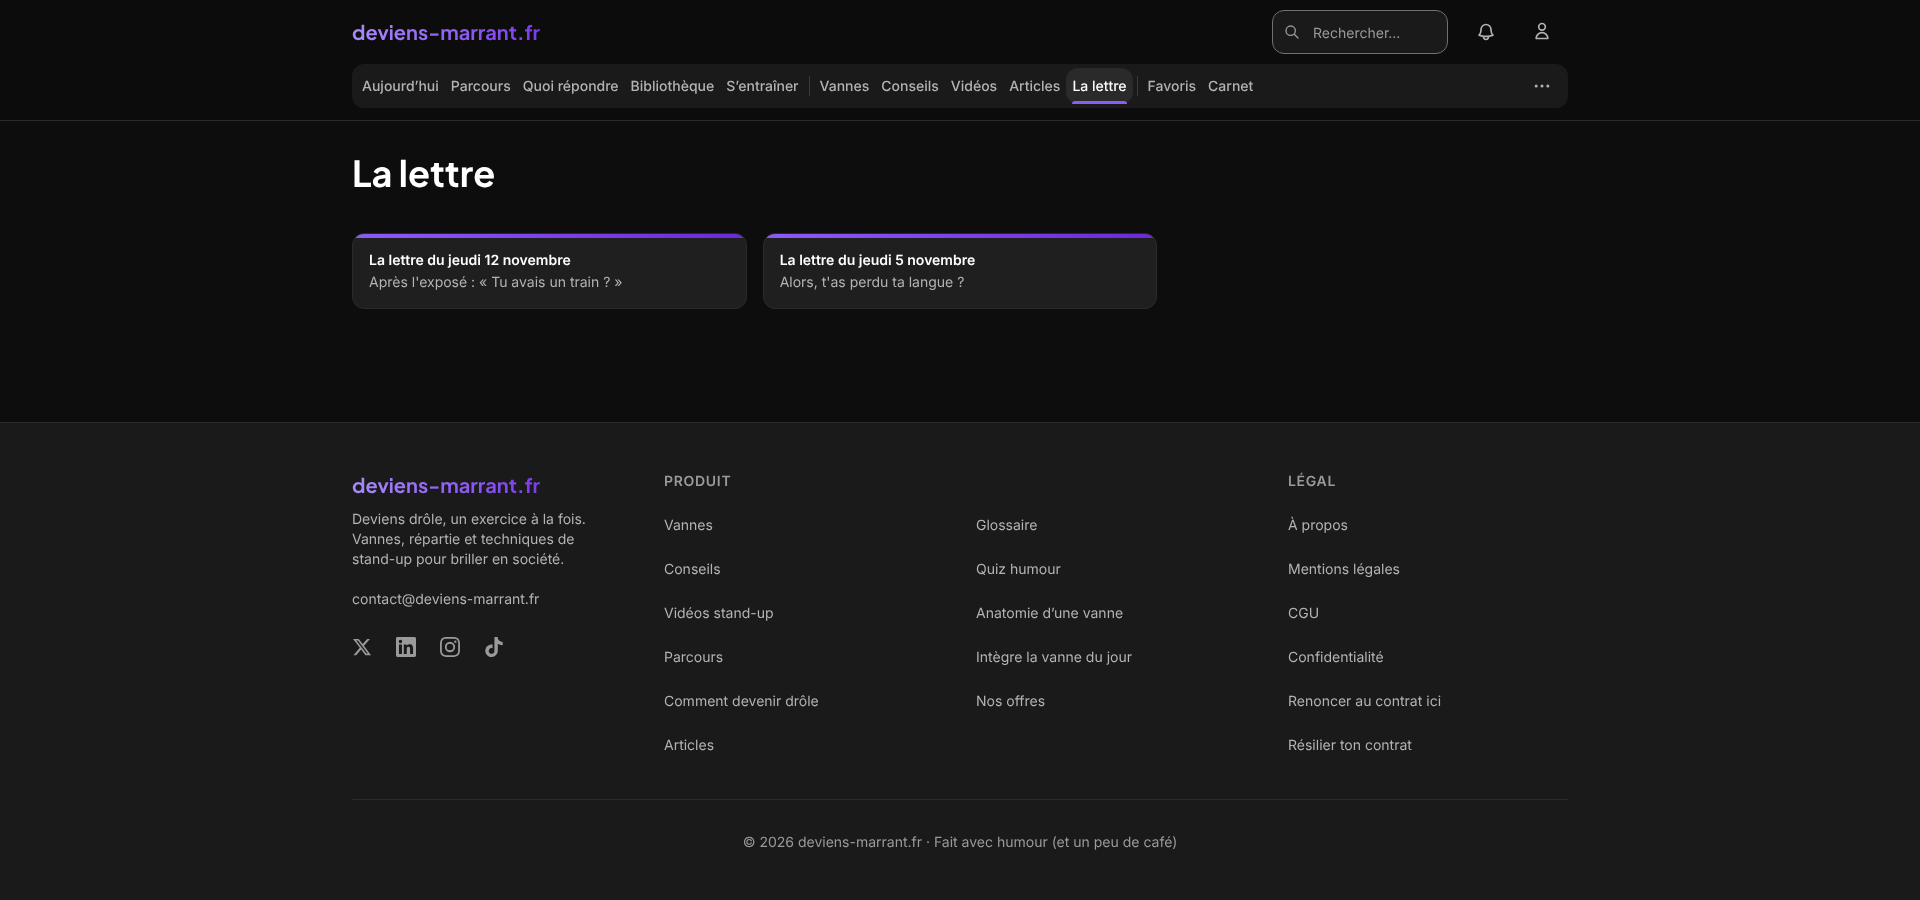 deviens-marrant.fr
Rechercher...
Aujourd’hui Parcours Quoi répondre Bibliothèque S’entraîner Vannes Conseils Vidéos Articles La lettre Favoris Carnet
La lettre
La lettre du jeudi 12 novembre
Après l'exposé : « Tu avais un train ? »
La lettre du jeudi 5 novembre
Alors, t'as perdu ta langue ?
deviens-marrant.fr
Deviens drôle, un exercice à la fois.
Vannes, répartie et techniques de
stand-up pour briller en société.
contact@deviens-marrant.fr
PRODUIT
Vannes
Conseils
Vidéos stand-up
Parcours
Comment devenir drôle
Articles
Glossaire
Quiz humour
Anatomie d’une vanne
Intègre la vanne du jour
Nos offres
LÉGAL
À propos
Mentions légales
CGU
Confidentialité
Renoncer au contrat ici
Résilier ton contrat
© 2026 deviens-marrant.fr · Fait avec humour (et un peu de café)